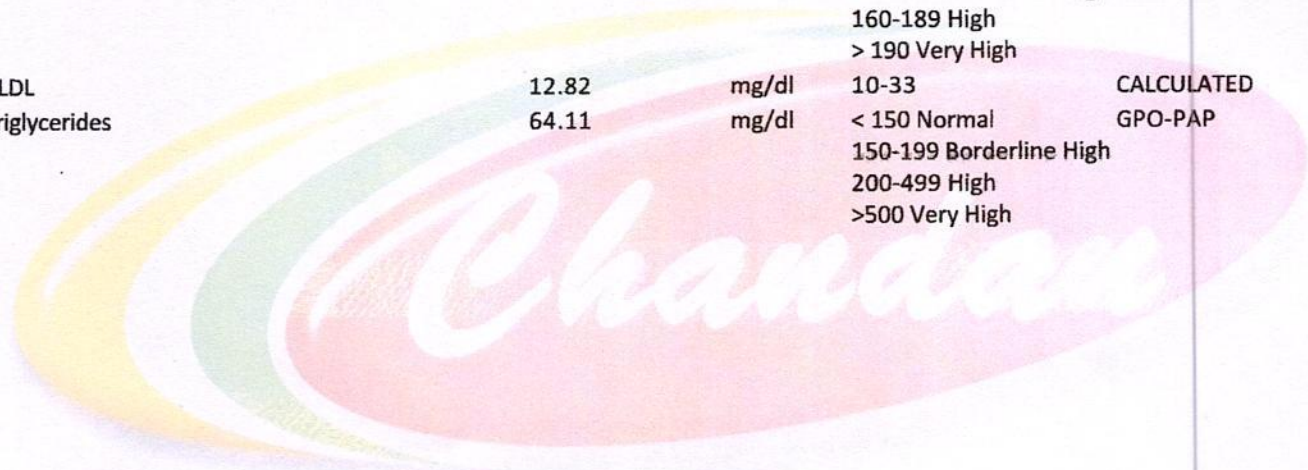 160-189 High
> 190 Very High
LDL 12.82 mg/dl 10-33 CALCULATED
riglycerides 64.11 mg/dl < 150 Normal GPO-PAP
150-199 Borderline High
200-499 High
>500 Very High
Chandan